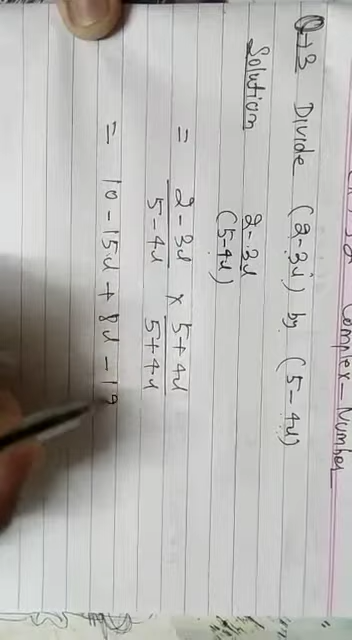 Complex-Number
Q13 Divide (2-3i) by (5-4i)
Solution
2-3i
(5-4i)
= 2-3i × 5+4i
5-4i 5+4i
= 10-15i+8i-12